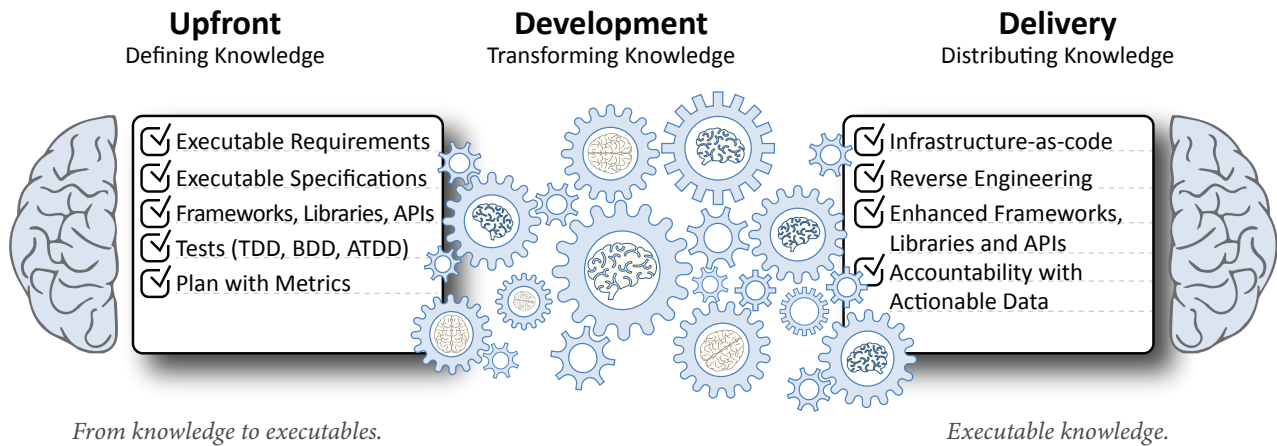 Upfront
Defining Knowledge
Development
Transforming Knowledge
Delivery
Distributing Knowledge
Executable Requirements
Executable Specifications
Frameworks, Libraries, APIs
Tests (TDD, BDD, ATDD)
Plan with Metrics
Infrastructure-as-code
Reverse Engineering
Enhanced Frameworks,
Libraries and APIs
Accountability with
Actionable Data
From knowledge to executables.
Executable knowledge.